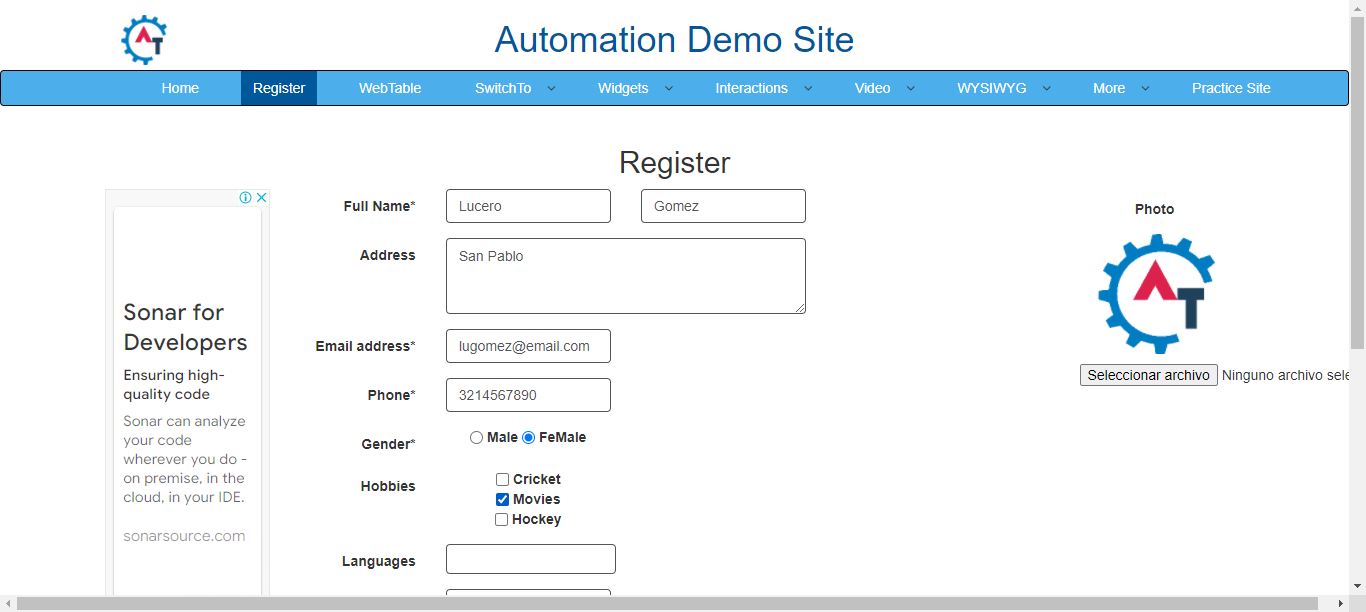 Automation Demo Site
Home Register WebTable SwitchTo Widgets Interactions Video WYSIWYG More Practice Site
Register
Full Name* Lucero Gomez
Photo
Address San Pablo
Sonar for
Developers
Ensuring high-
quality code
Sonar can analyze
your code
wherever you do -
on premise, in the
cloud, in your IDE.
sonarsource.com
Email address* lugomez@email.com
Seleccionar archivo Ninguno archivo sele
Phone* 3214567890
Gender* Male FeMale
Hobbies Cricket
Movies
Hockey
Languages